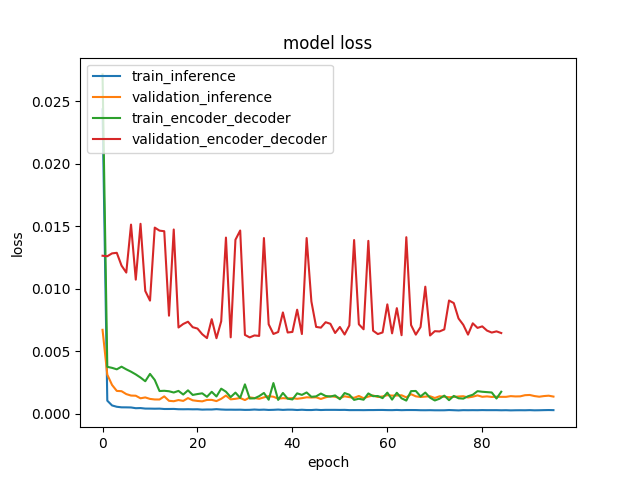 model loss
train_inference
validation_inference
train_encoder_decoder
validation_encoder_decoder
0.025
0.020
0.015
0.010
0.005
0.000
loss
0 20 40 60 80
epoch